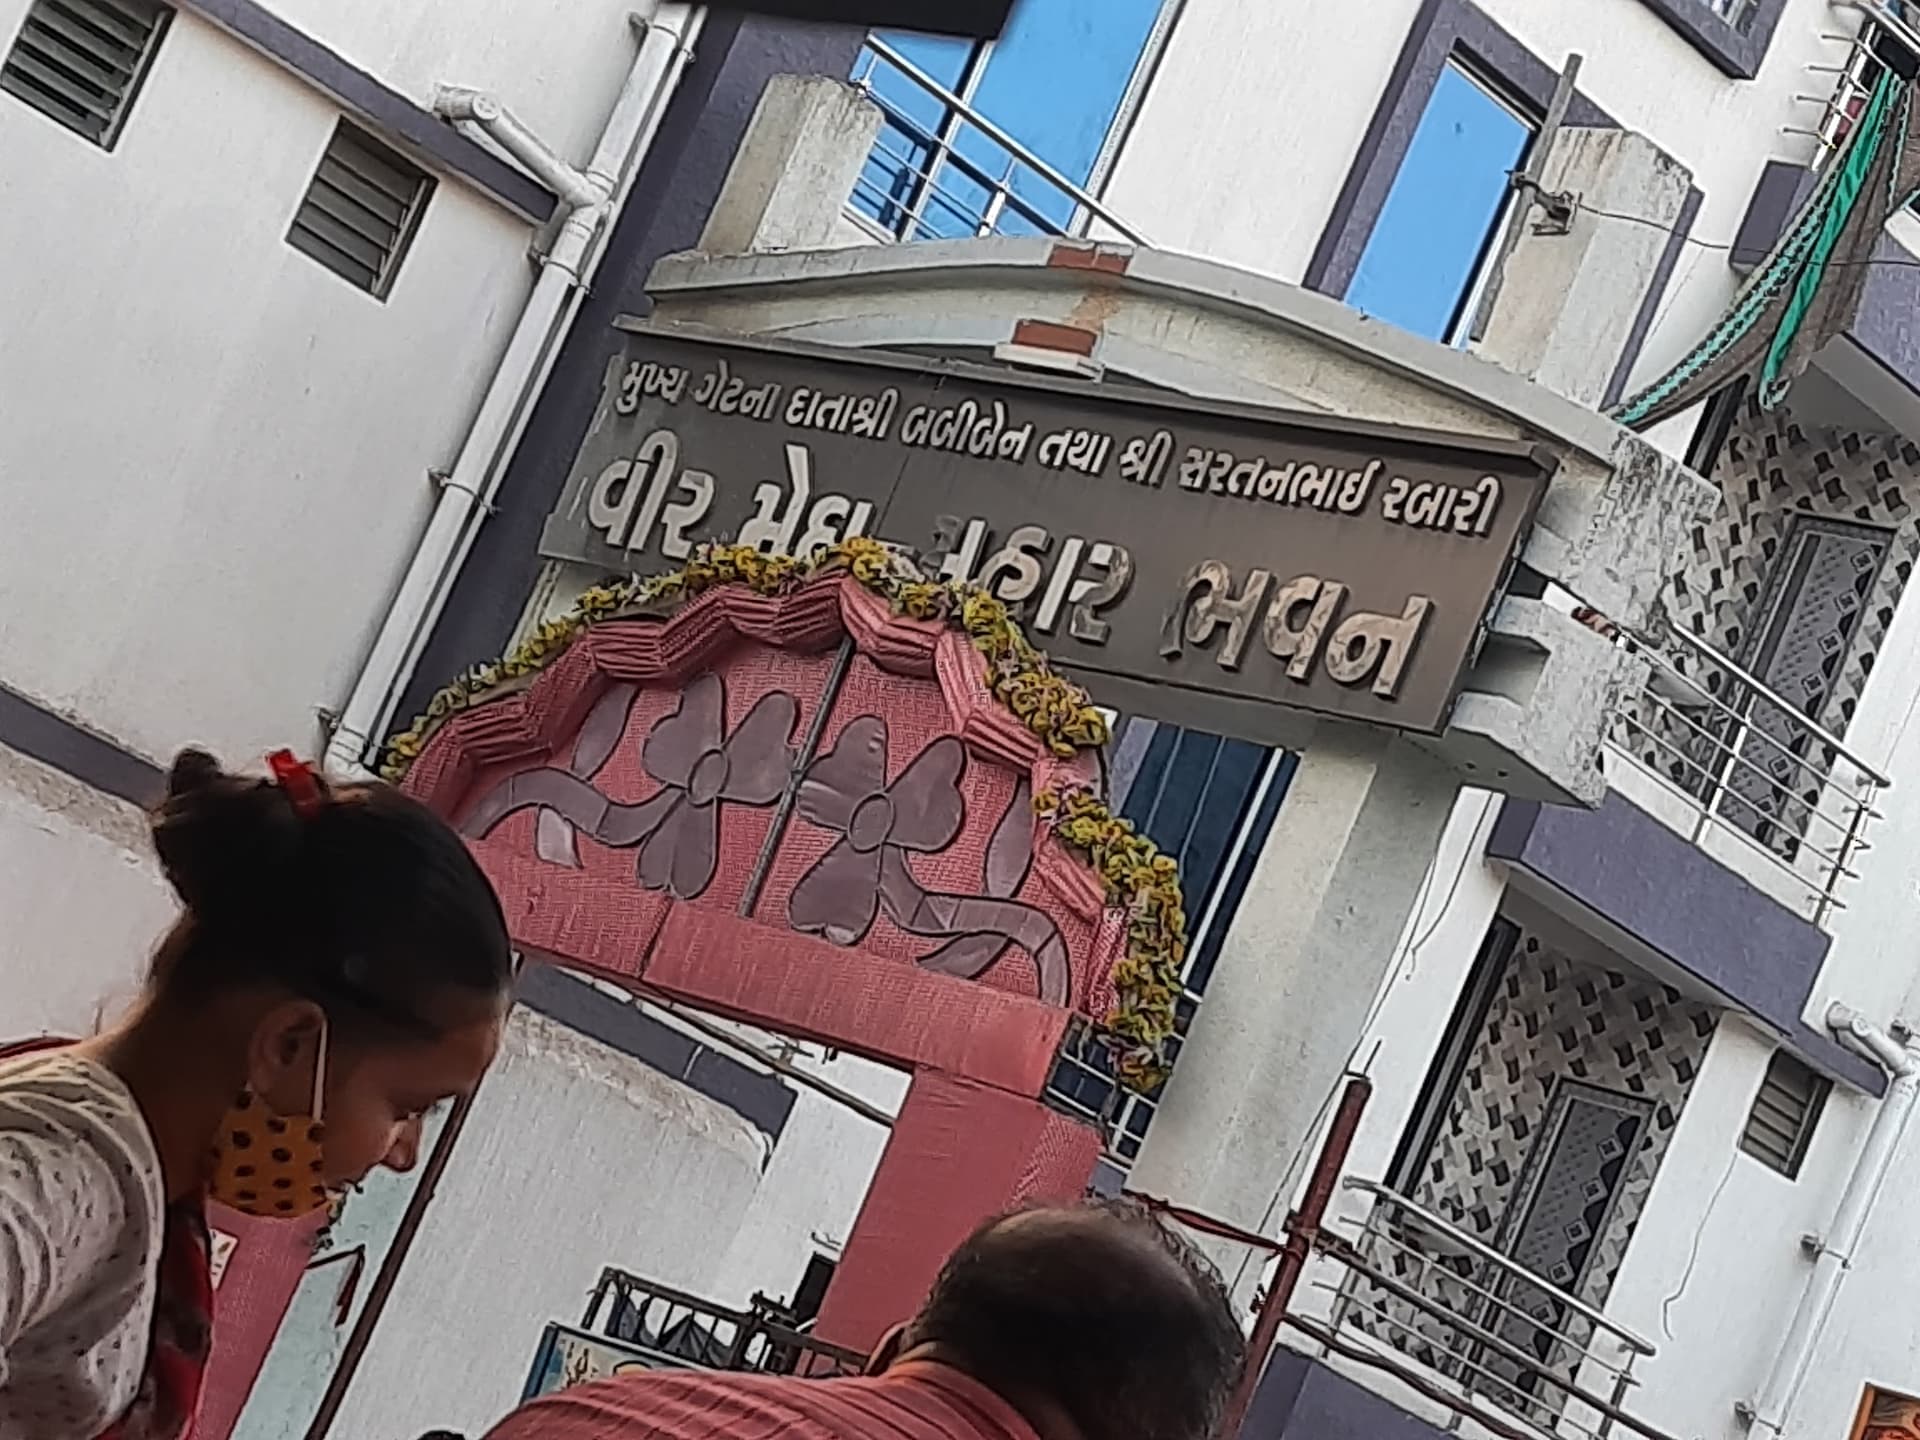 મુખ્ય ગેટના દાતાશ્રી બબીબેન તથા શ્રી સરતનભાઈ રબારી
વીર મેઘ ભવન